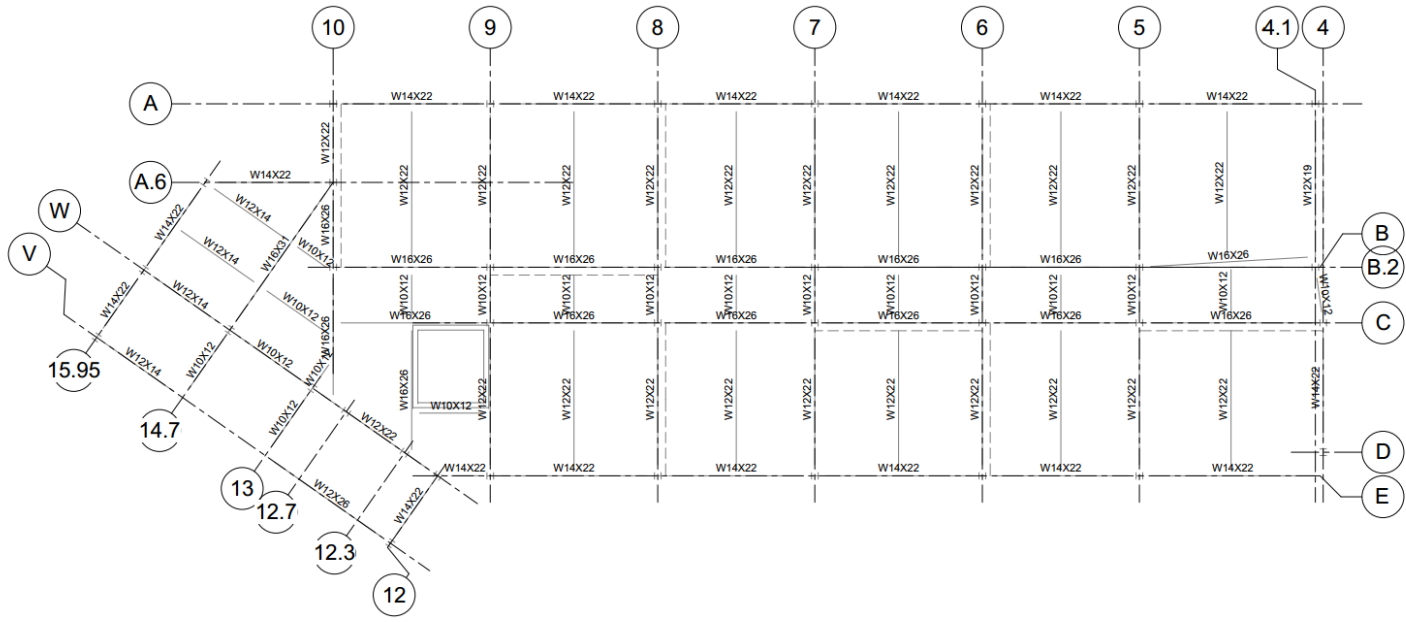 10 9 8 7 6 5 4.1 4
W14X22 W14X22 W14X22 W14X22 W14X22 W14X22
A
W12X22
A.6
W14X22
W12X22 W12X22 W12X22 W12X22 W12X22 W12X22 W12X22 W12X22 W12X22 W12X22 W12X22 W12X19
W
W14X22 W12X14 W16X26
V
W12X14 W16X31 W10X12
B
W16X26 W16X26 W16X26 W16X26 W16X26 W16X26
B.2
W14X22 W12X14 W10X12 W16X26
W10X12 W10X12 W10X12 W10X12 W10X12 W10X12 W10X12 W10X12 W10X12 W10X12 W10X12 W10X12
W16X26 W16X26 W16X26 W16X26 W16X26 W16X26
C
15.95
W12X14 W10X12 W10X12 W10X12
W16X26 W12X22 W12X22 W12X22 W12X22 W12X22 W12X22 W12X22 W12X22 W12X22 W12X22 W14X22
W10X12
14.7
W10X12 W12X22
D
W14X22 W14X22 W14X22 W14X22 W14X22 W14X22
E
13
12.7
W12X26 W14X22
12.3
12